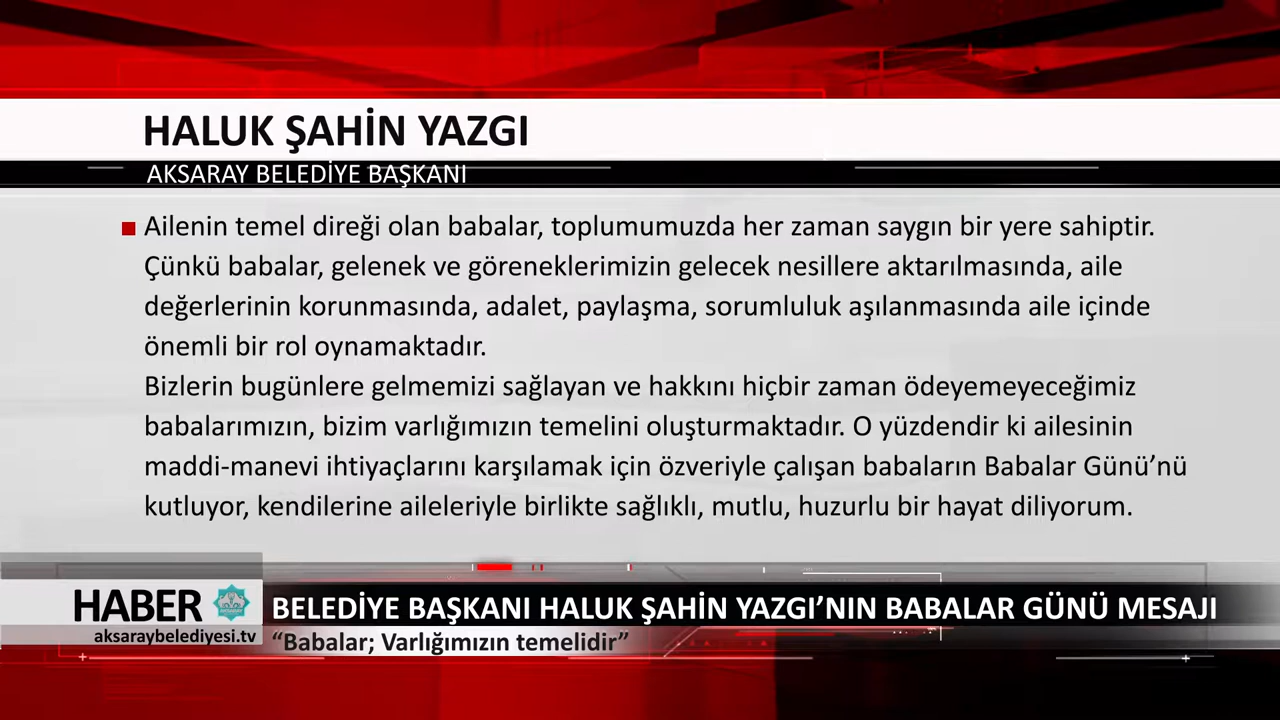 HALUK ŞAHİN YAZGI
AKSARAY BELEDİYE BAŞKANI
Ailenin temel direği olan babalar, toplumumuzda her zaman saygın bir yere sahiptir.
Çünkü babalar, gelenek ve göreneklerimizin gelecek nesillere aktarılmasında, aile
değerlerinin korunmasında, adalet, paylaşma, sorumluluk aşılanmasında aile içinde
önemli bir rol oynamaktadır.
Bizlerin bugünlere gelmemizi sağlayan ve hakkını hiçbir zaman ödeyemeyeceğimiz
babalarımızın, bizim varlığımızın temelini oluşturmaktadır. O yüzdendir ki ailesinin
maddi-manevi ihtiyaçlarını karşılamak için özveriyle çalışan babaların Babalar Günü’nü
kutluyor, kendilerine aileleriyle birlikte sağlıklı, mutlu, huzurlu bir hayat diliyorum.
HABER
aksaraybelediyesi.tv
BELEDİYE BAŞKANI HALUK ŞAHİN YAZGI’NIN BABALAR GÜNÜ MESAJI
“Babalar; Varlığımızın temelidir”